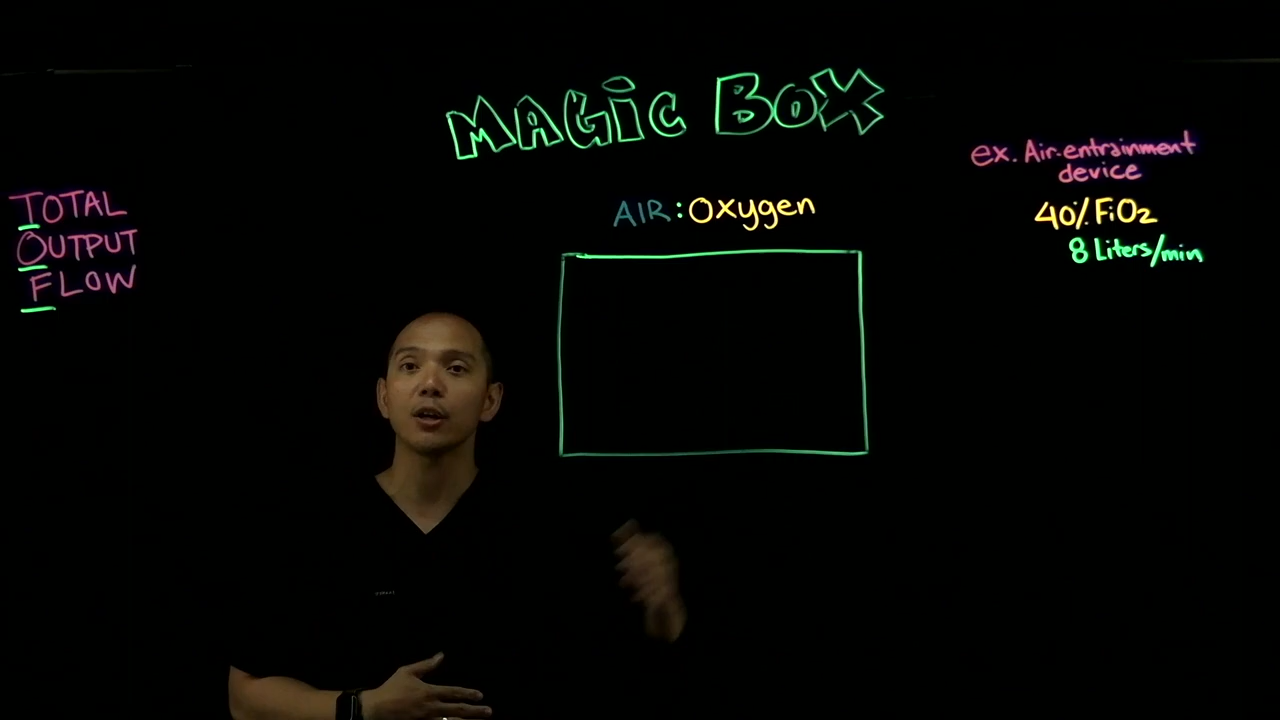 MAGIC BOX
TOTAL
OUTPUT
FLOW
AIR:Oxygen
ex. Air-entrainment
device
40% FiO2
8 Liters/min